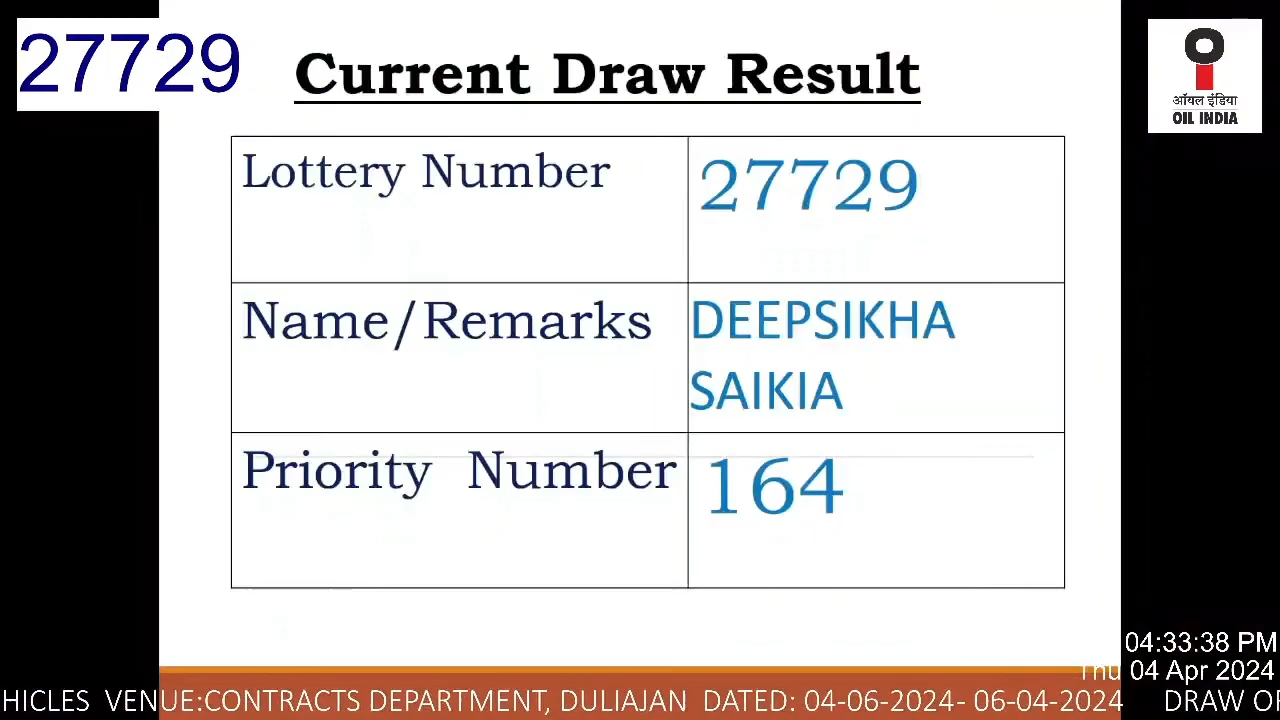 27729
Current Draw Result
ऑयल इंडिया
OIL INDIA
Lottery Number 27729
Name/Remarks DEEPSIKHA
SAIKIA
Priority Number 164
04:33:38 PM
Thu 04 Apr 2024
HICLES VENUE:CONTRACTS DEPARTMENT, DULIAJAN DATED: 04-06-2024- 06-04-2024 DRAW OF